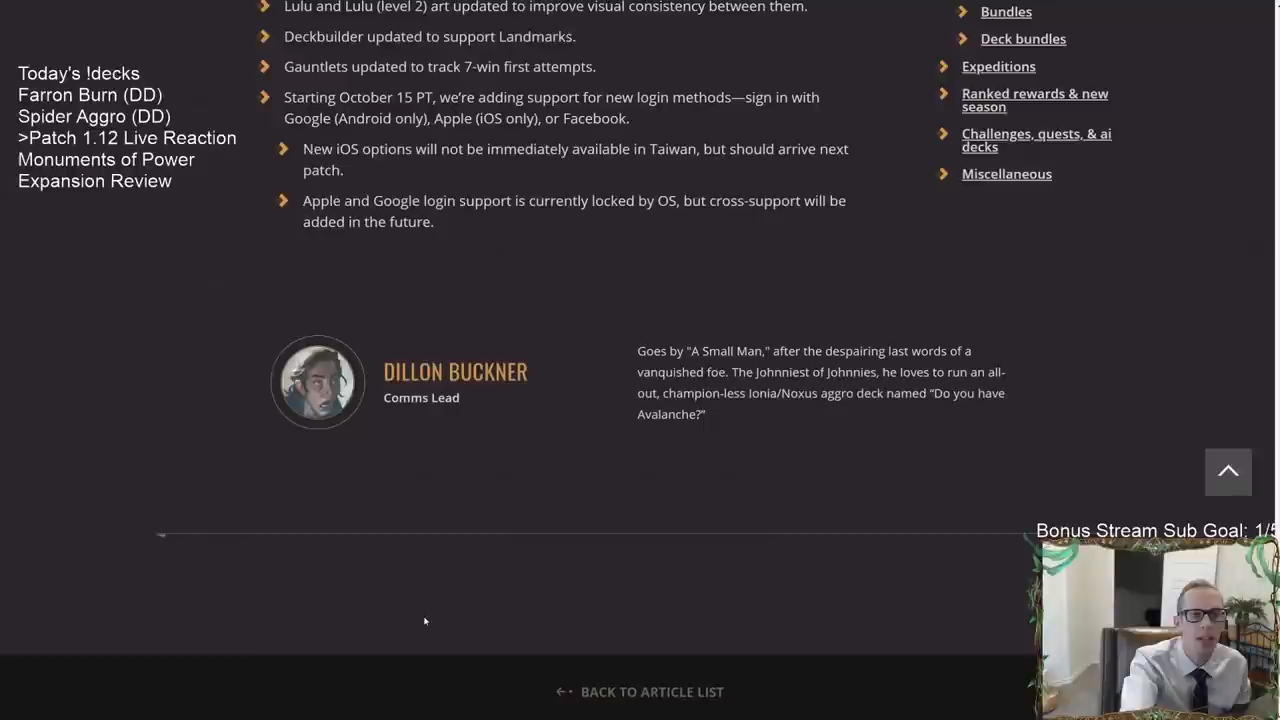 Lulu and Lulu (level 2) art updated to improve visual consistency between them.
Deckbuilder updated to support Landmarks.
Gauntlets updated to track 7-win first attempts.
Starting October 15 PT, we’re adding support for new login methods—sign in with
Google (Android only), Apple (iOS only), or Facebook.
New iOS options will not be immediately available in Taiwan, but should arrive next
patch.
Apple and Google login support is currently locked by OS, but cross-support will be
added in the future.
Bundles
Deck bundles
Expeditions
Ranked rewards & new
season
Challenges, quests, & ai
decks
Miscellaneous
Today's !decks
Farron Burn (DD)
Spider Aggro (DD)
>Patch 1.12 Live Reaction
Monuments of Power
Expansion Review
DILLON BUCKNER
Comms Lead
Goes by "A Small Man," after the despairing last words of a
vanquished foe. The Johnniest of Johnnies, he loves to run an all-
out, champion-less Ionia/Noxus aggro deck named “Do you have
Avalanche?”
Bonus Stream Sub Goal: 1/5
BACK TO ARTICLE LIST